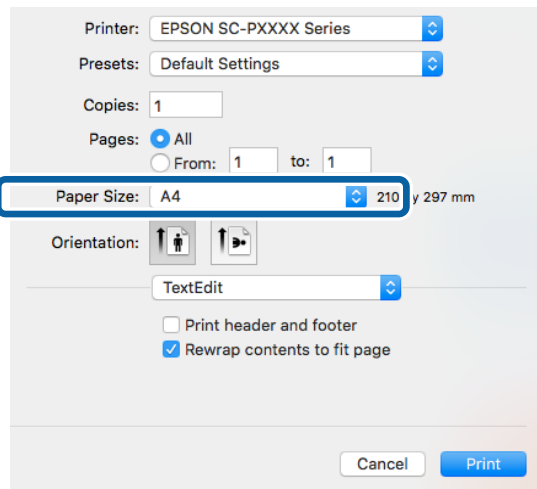 Printer: EPSON SC-PXXXX Series
Presets: Default Settings
Copies: 1
Pages: All
From: 1 to: 1
Paper Size: A4 210 y 297 mm
Orientation:
TextEdit
Print header and footer
Rewrap contents to fit page
Cancel Print